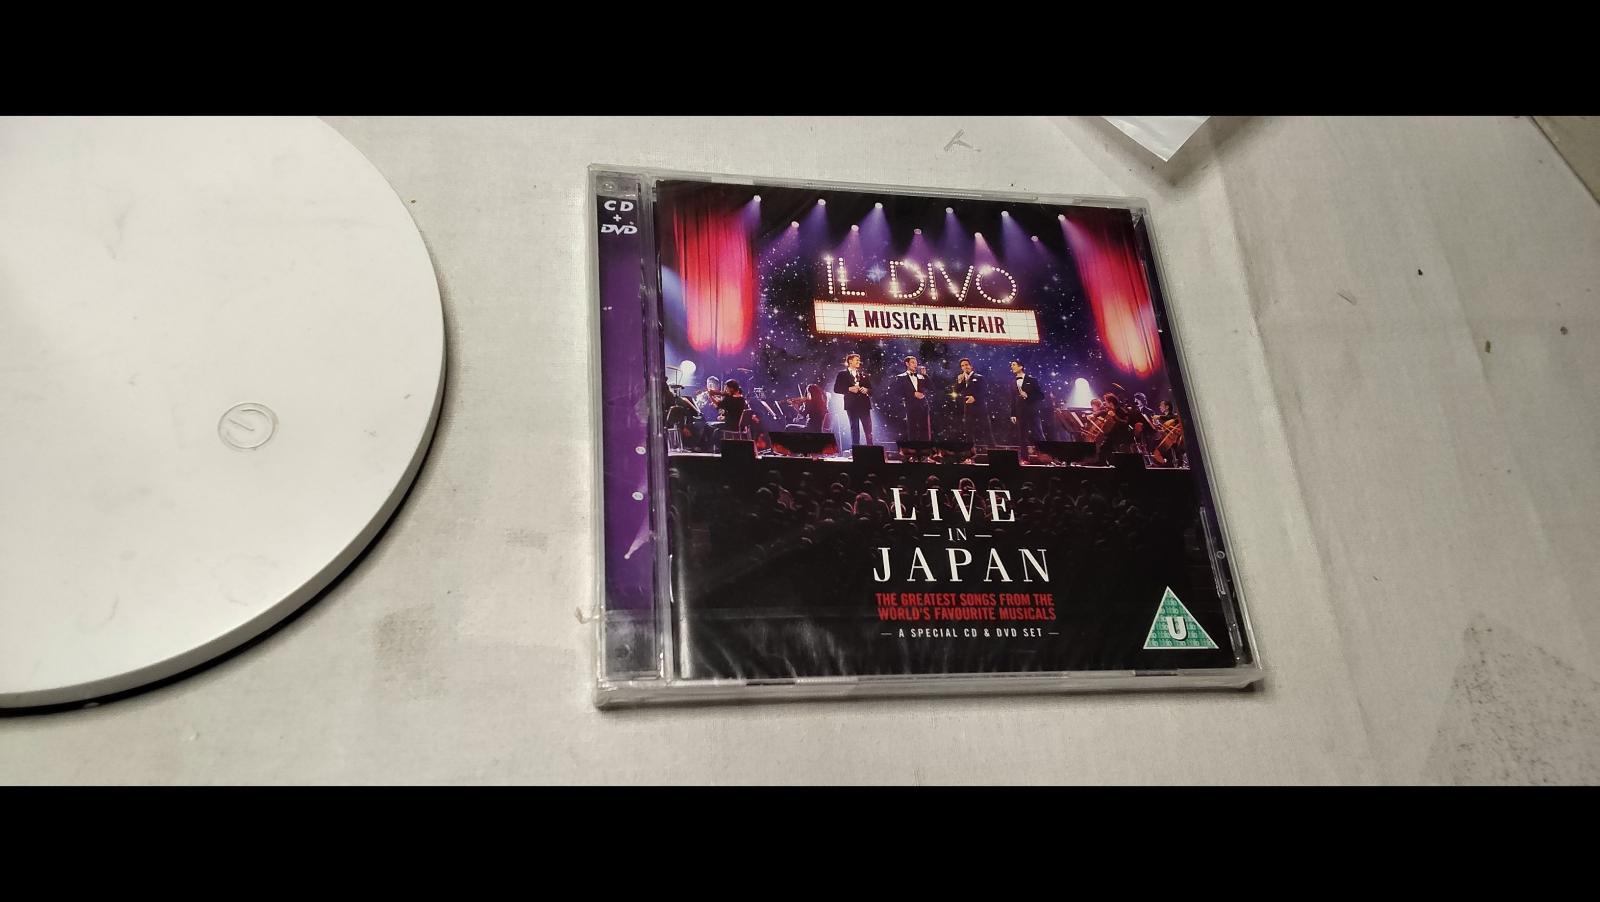 CD
+
DVD
IL DIVO
A MUSICAL AFFAIR
LIVE
— IN —
JAPAN
THE GREATEST SONGS FROM THE
WORLD'S FAVOURITE MUSICALS
— A SPECIAL CD & DVD SET —
U